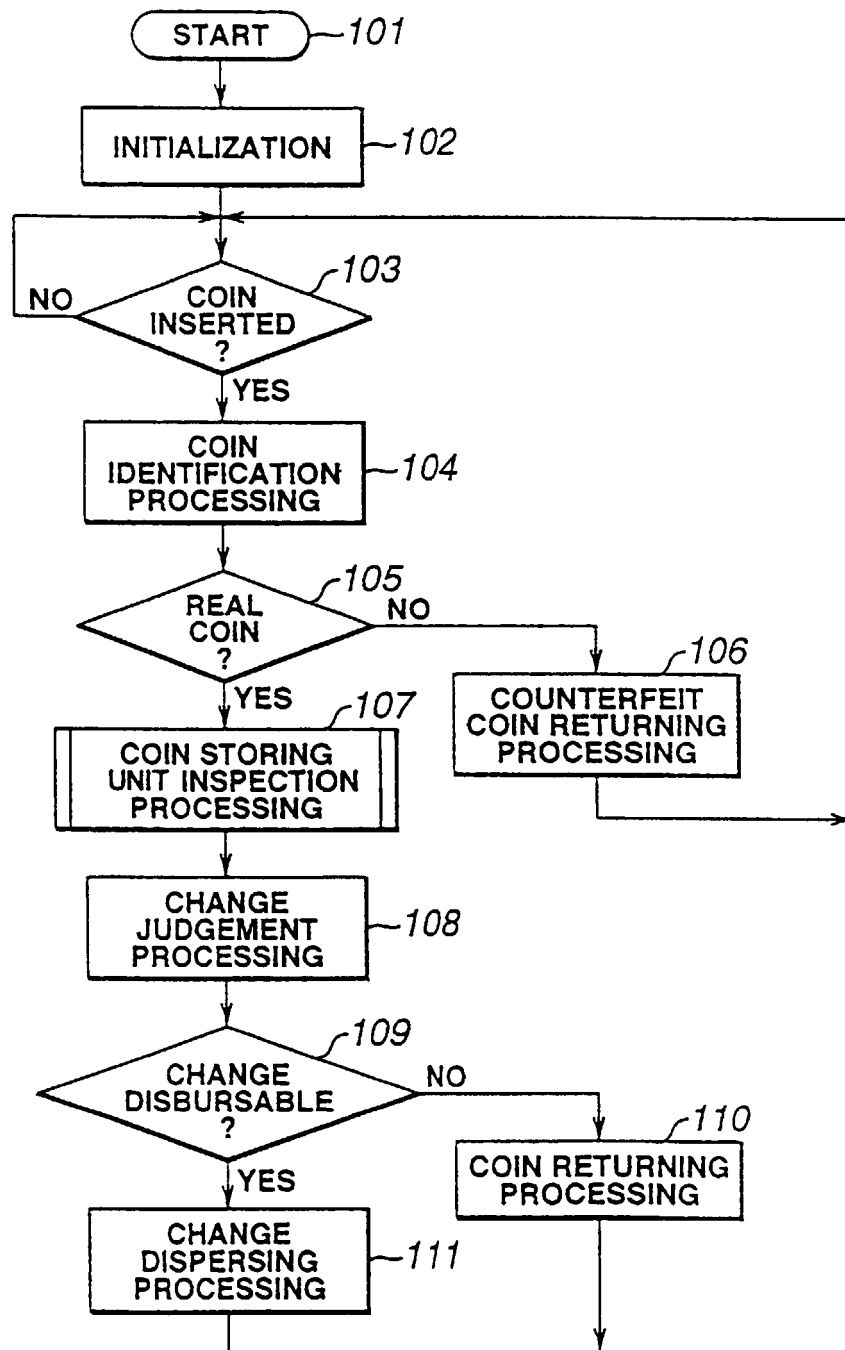 START
101
INITIALIZATION
102
COIN
INSERTED
?
103
NO
YES
COIN
IDENTIFICATION
PROCESSING
104
REAL
COIN
?
105
NO
YES
COUNTERFEIT
COIN RETURNING
PROCESSING
106
COIN STORING
UNIT INSPECTION
PROCESSING
107
CHANGE
JUDGEMENT
PROCESSING
108
CHANGE
DISBURSABLE
?
109
NO
YES
COIN RETURNING
PROCESSING
110
CHANGE
DISPERSING
PROCESSING
111